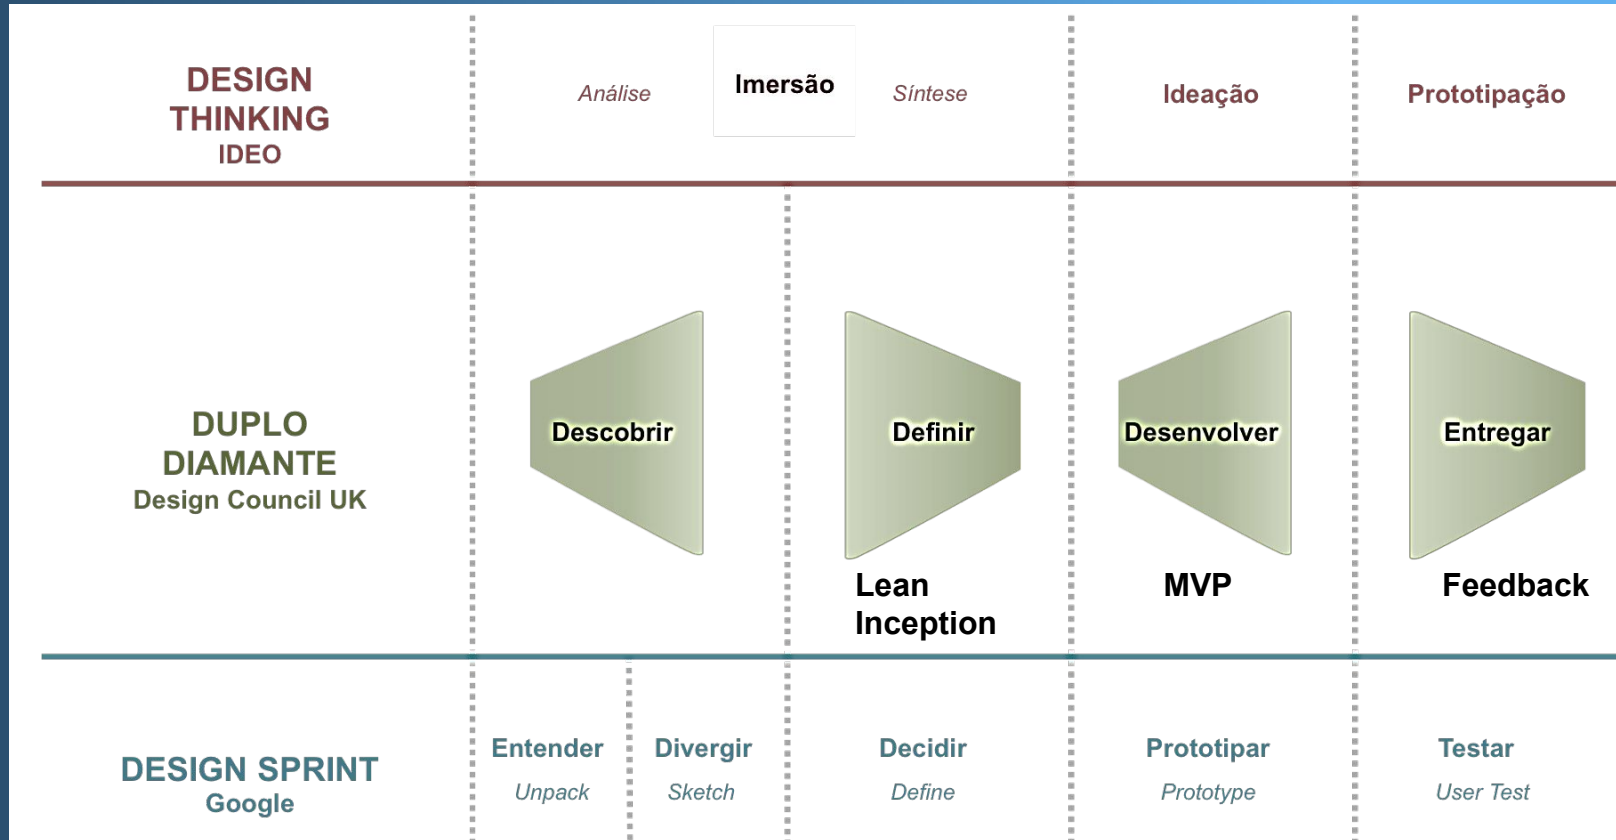 DESIGN
THINKING
IDEO
Análise
Imersão
Síntese
Ideação
Prototipação
DUPLO
DIAMANTE
Design Council UK
Descobrir
Definir
Desenvolver
Entregar
Lean
Inception
MVP
Feedback
DESIGN SPRINT
Google
Entender
Unpack
Divergir
Sketch
Decidir
Define
Prototipar
Prototype
Testar
User Test